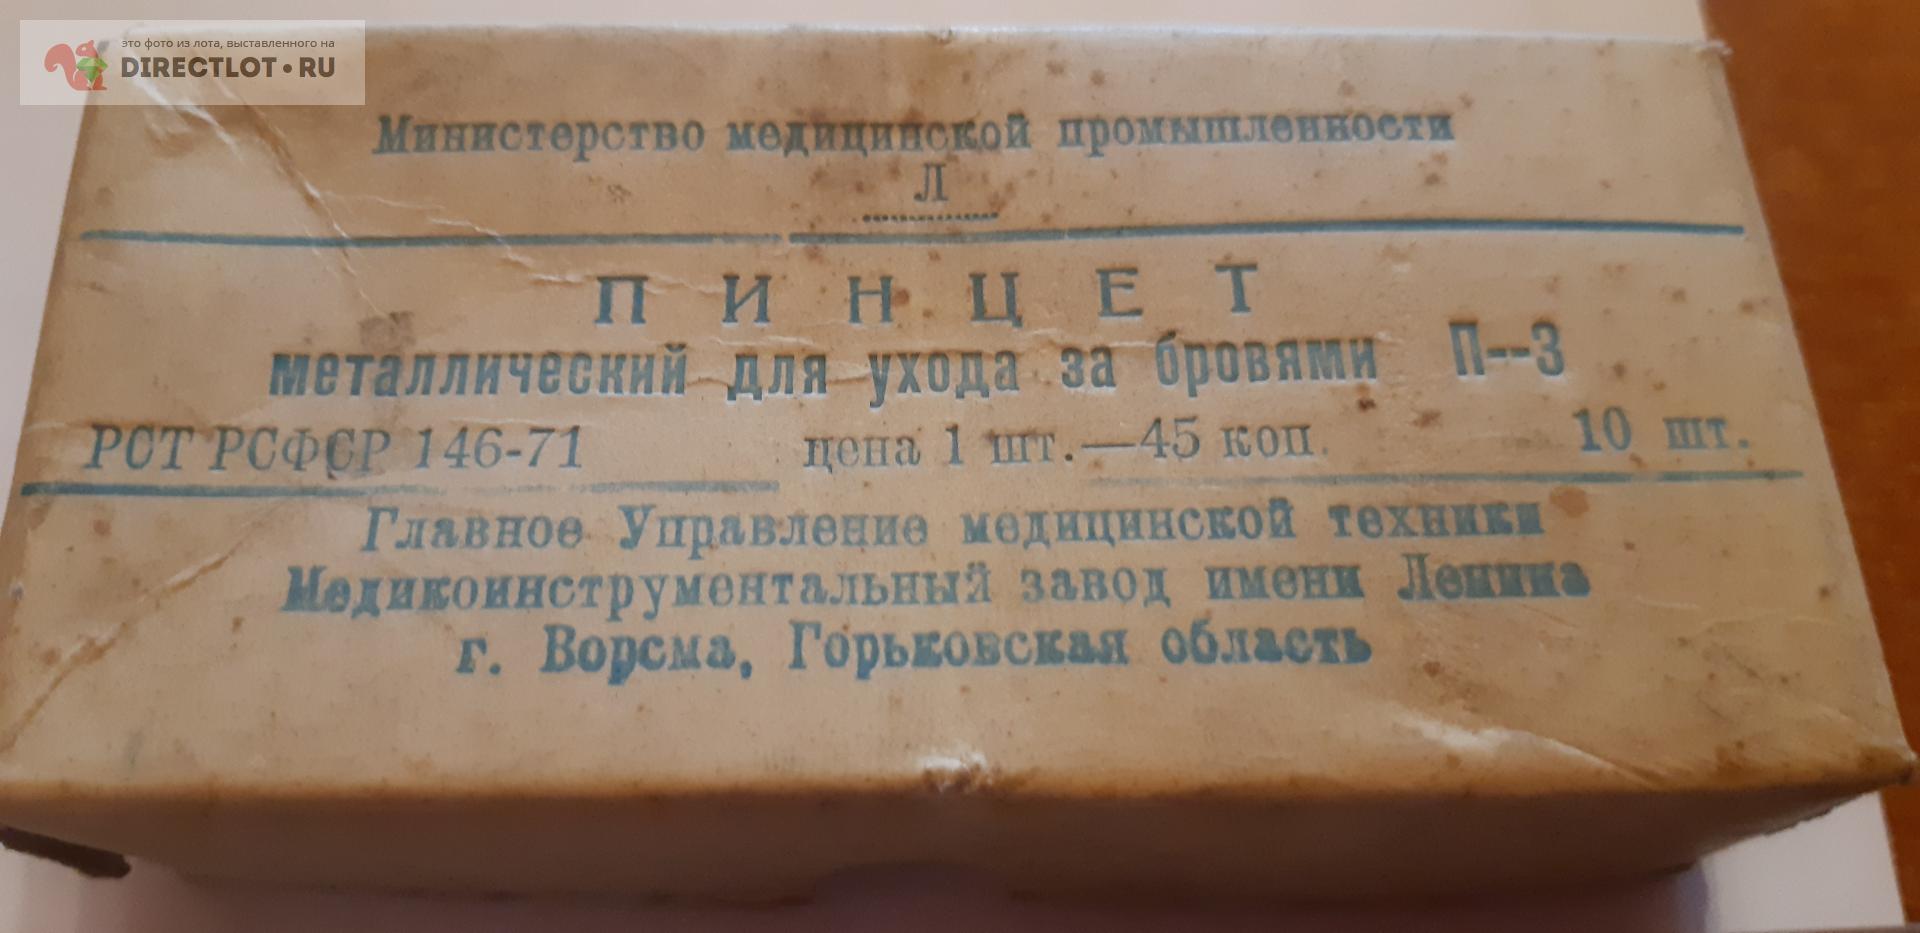 это фото из лота, выставленного на
DIRECTLOT•RU
Министерство медицинской промышленности
Л
ПИНЦЕТ
металлический для ухода за бровями П--3
РСТ РСФСР 146-71 цена 1 шт.—45 коп. 10 шт.
Главное Управление медицинской техники
Медикоинструментальный завод имени Ленина
г. Ворсма, Горьковская область